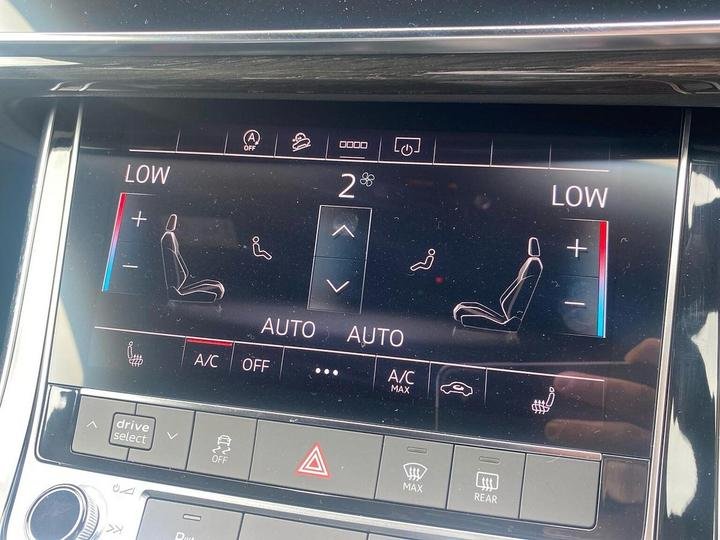 A
OFF
LOW 2 LOW
+ +
− −
AUTO AUTO
A/C OFF ••• A/C
MAX
drive
select
OFF
MAX
REAR